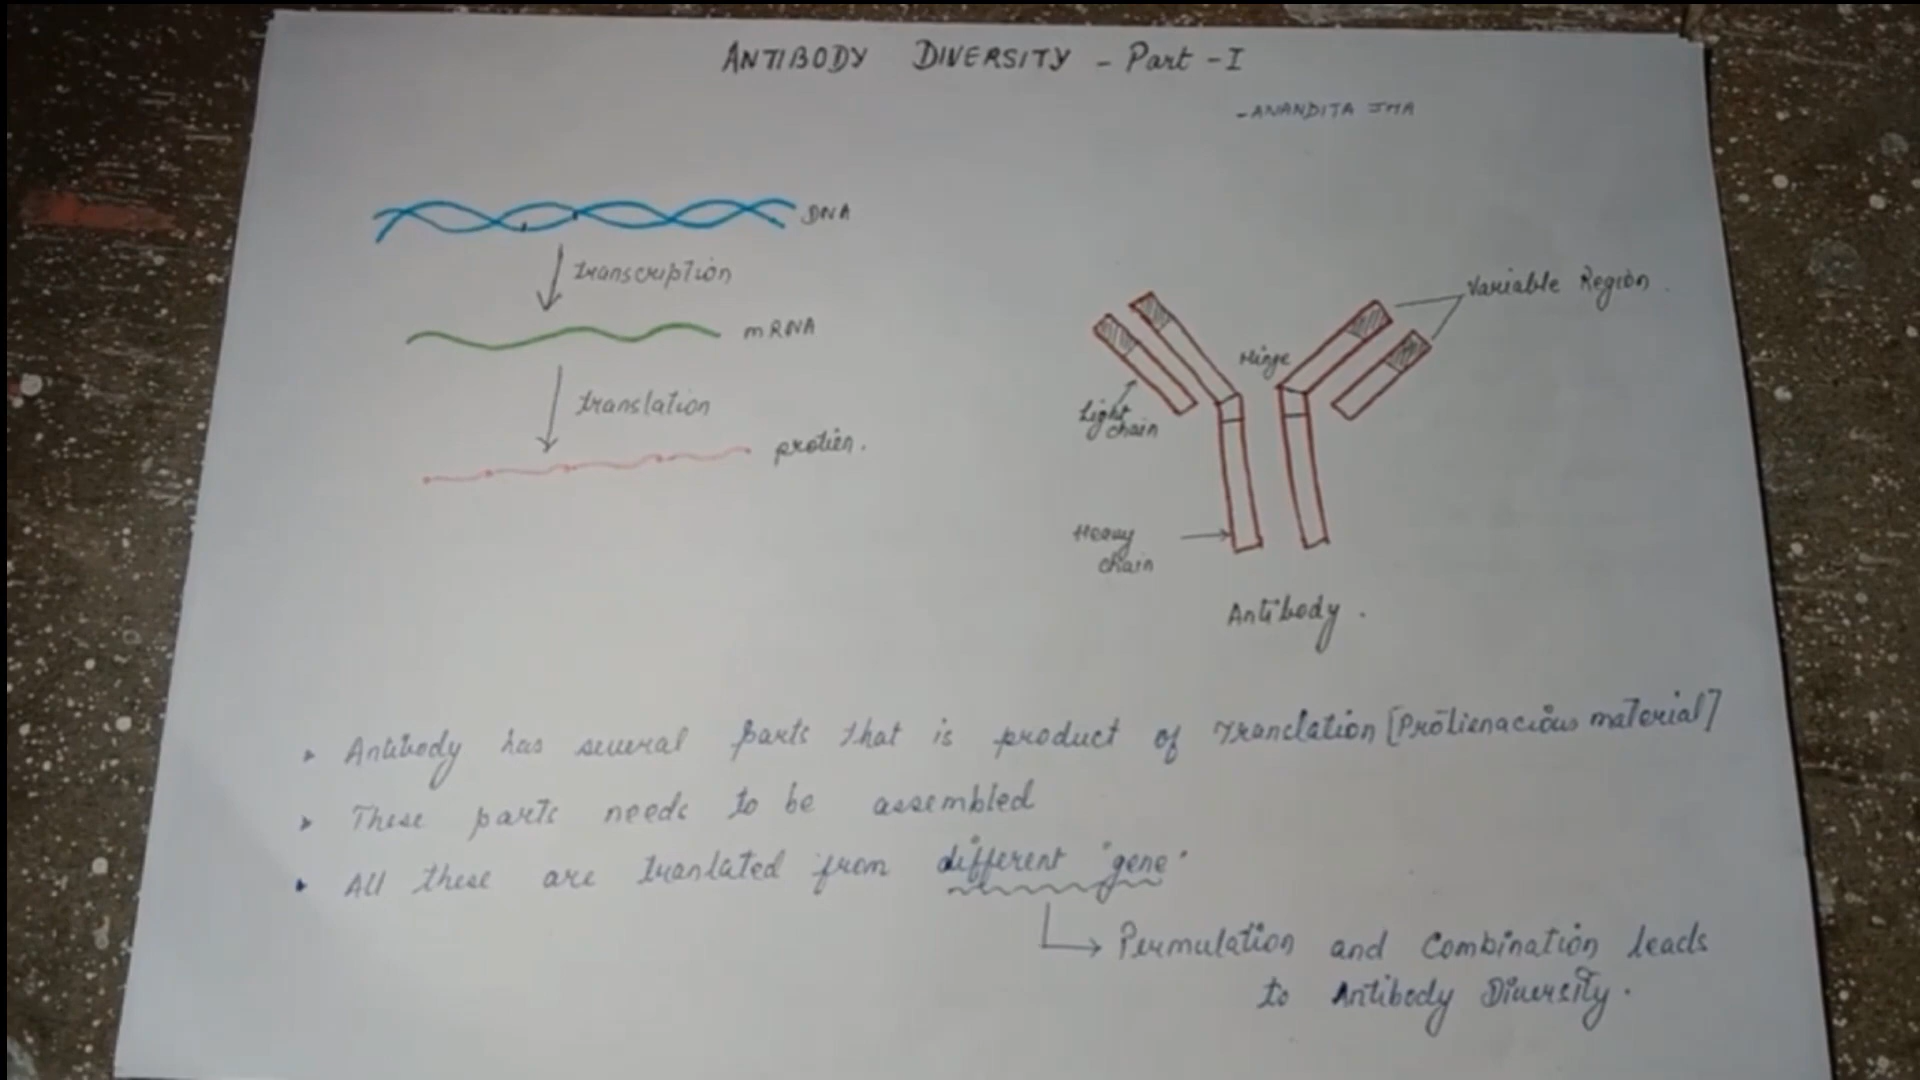 ANTIBODY DIVERSITY - Part - I
- ANANDITA JHA
DNA
transcription
mRNA
translation
protien.
Variable Region.
Hinge
Light chain
Heavy chain
Antibody.
Antibody has several parts that is product of Translation [Protienacious material]
These parts needs to be assembled
All these are tranlated from different "gene"
Permulation and Combination leads
to Antibody Diversity.